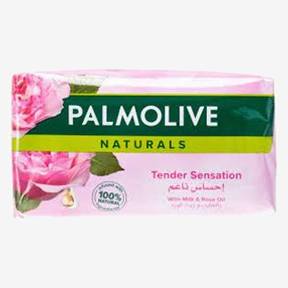 PALMOLIVE
NATURALS
Tender Sensation
إحساس ناعم
With Milk & Rose Oil
100%
NATURAL